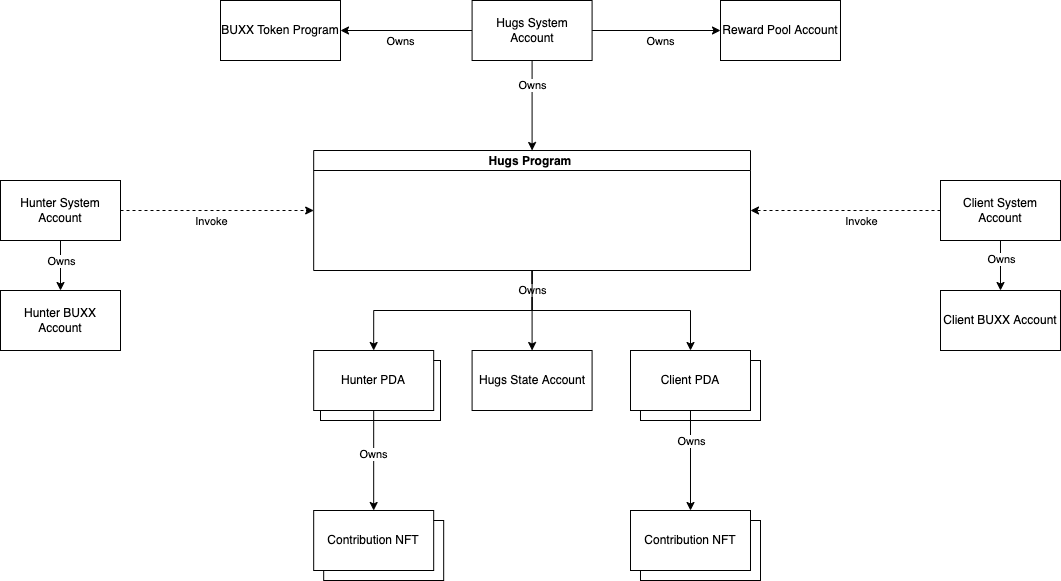 BUXX Token Program
Owns
Hugs System
Account
Owns
Reward Pool Account
Owns
Hugs Program
Hunter System
Account
Invoke
Invoke
Client System
Account
Owns
Owns
Hunter BUXX
Account
Client BUXX Account
Owns
Hunter PDA
Hugs State Account
Client PDA
Owns
Owns
Contribution NFT
Contribution NFT